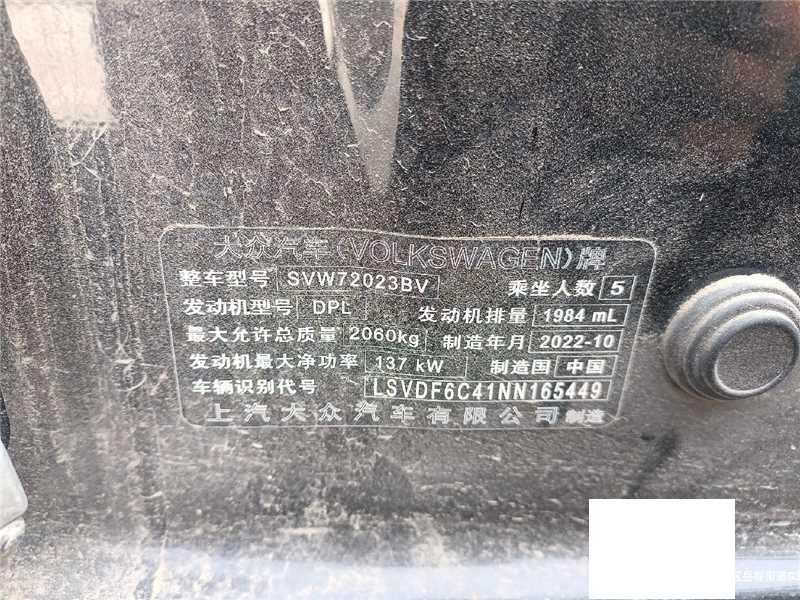 大众汽车(VOLKSWAGEN)牌
整车型号 SVW72023BV 乘坐人数 5
发动机型号 DPL 发动机排量 1984 mL
最大允许总质量 2060kg 制造年月 2022-10
发动机最大净功率 137 kW 制造国 中国
车辆识别代号 LSVDF6C41NN165449
上汽大众汽车有限公司 制造